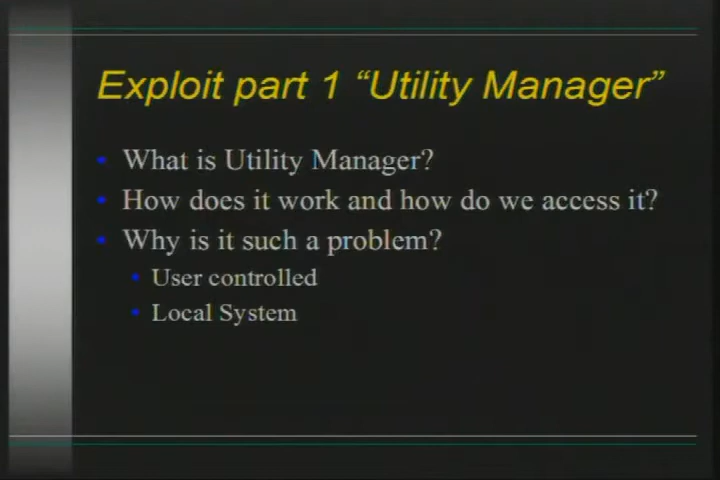 Exploit part 1 “Utility Manager”
• What is Utility Manager?
• How does it work and how do we access it?
• Why is it such a problem?
• User controlled
• Local System